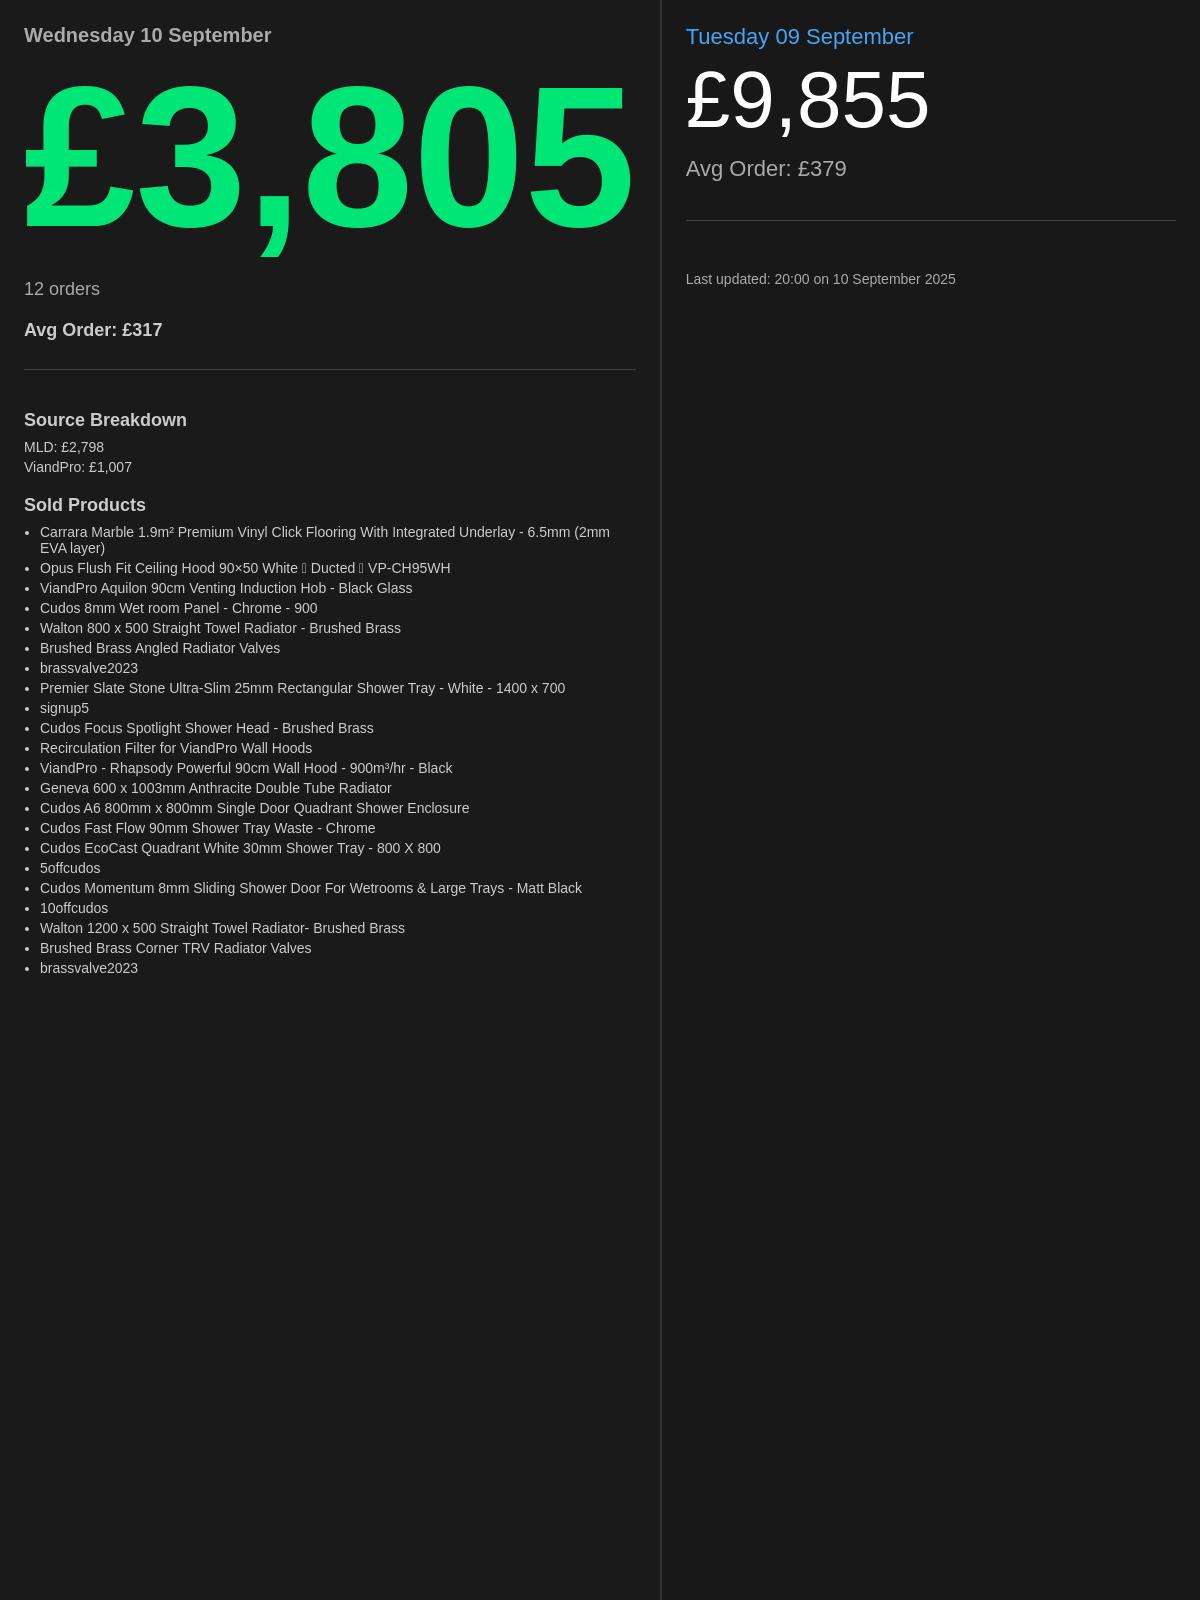 Wednesday 10 September
£3,805
12 orders
Avg Order: £317
Source Breakdown
MLD: £2,798
ViandPro: £1,007
Sold Products
• Carrara Marble 1.9m² Premium Vinyl Click Flooring With Integrated Underlay - 6.5mm (2mm
EVA layer)
• Opus Flush Fit Ceiling Hood 90×50 White ▯ Ducted ▯ VP-CH95WH
• ViandPro Aquilon 90cm Venting Induction Hob - Black Glass
• Cudos 8mm Wet room Panel - Chrome - 900
• Walton 800 x 500 Straight Towel Radiator - Brushed Brass
• Brushed Brass Angled Radiator Valves
• brassvalve2023
• Premier Slate Stone Ultra-Slim 25mm Rectangular Shower Tray - White - 1400 x 700
• signup5
• Cudos Focus Spotlight Shower Head - Brushed Brass
• Recirculation Filter for ViandPro Wall Hoods
• ViandPro - Rhapsody Powerful 90cm Wall Hood - 900m³/hr - Black
• Geneva 600 x 1003mm Anthracite Double Tube Radiator
• Cudos A6 800mm x 800mm Single Door Quadrant Shower Enclosure
• Cudos Fast Flow 90mm Shower Tray Waste - Chrome
• Cudos EcoCast Quadrant White 30mm Shower Tray - 800 X 800
• 5offcudos
• Cudos Momentum 8mm Sliding Shower Door For Wetrooms & Large Trays - Matt Black
• 10offcudos
• Walton 1200 x 500 Straight Towel Radiator- Brushed Brass
• Brushed Brass Corner TRV Radiator Valves
• brassvalve2023
Tuesday 09 September
£9,855
Avg Order: £379
Last updated: 20:00 on 10 September 2025